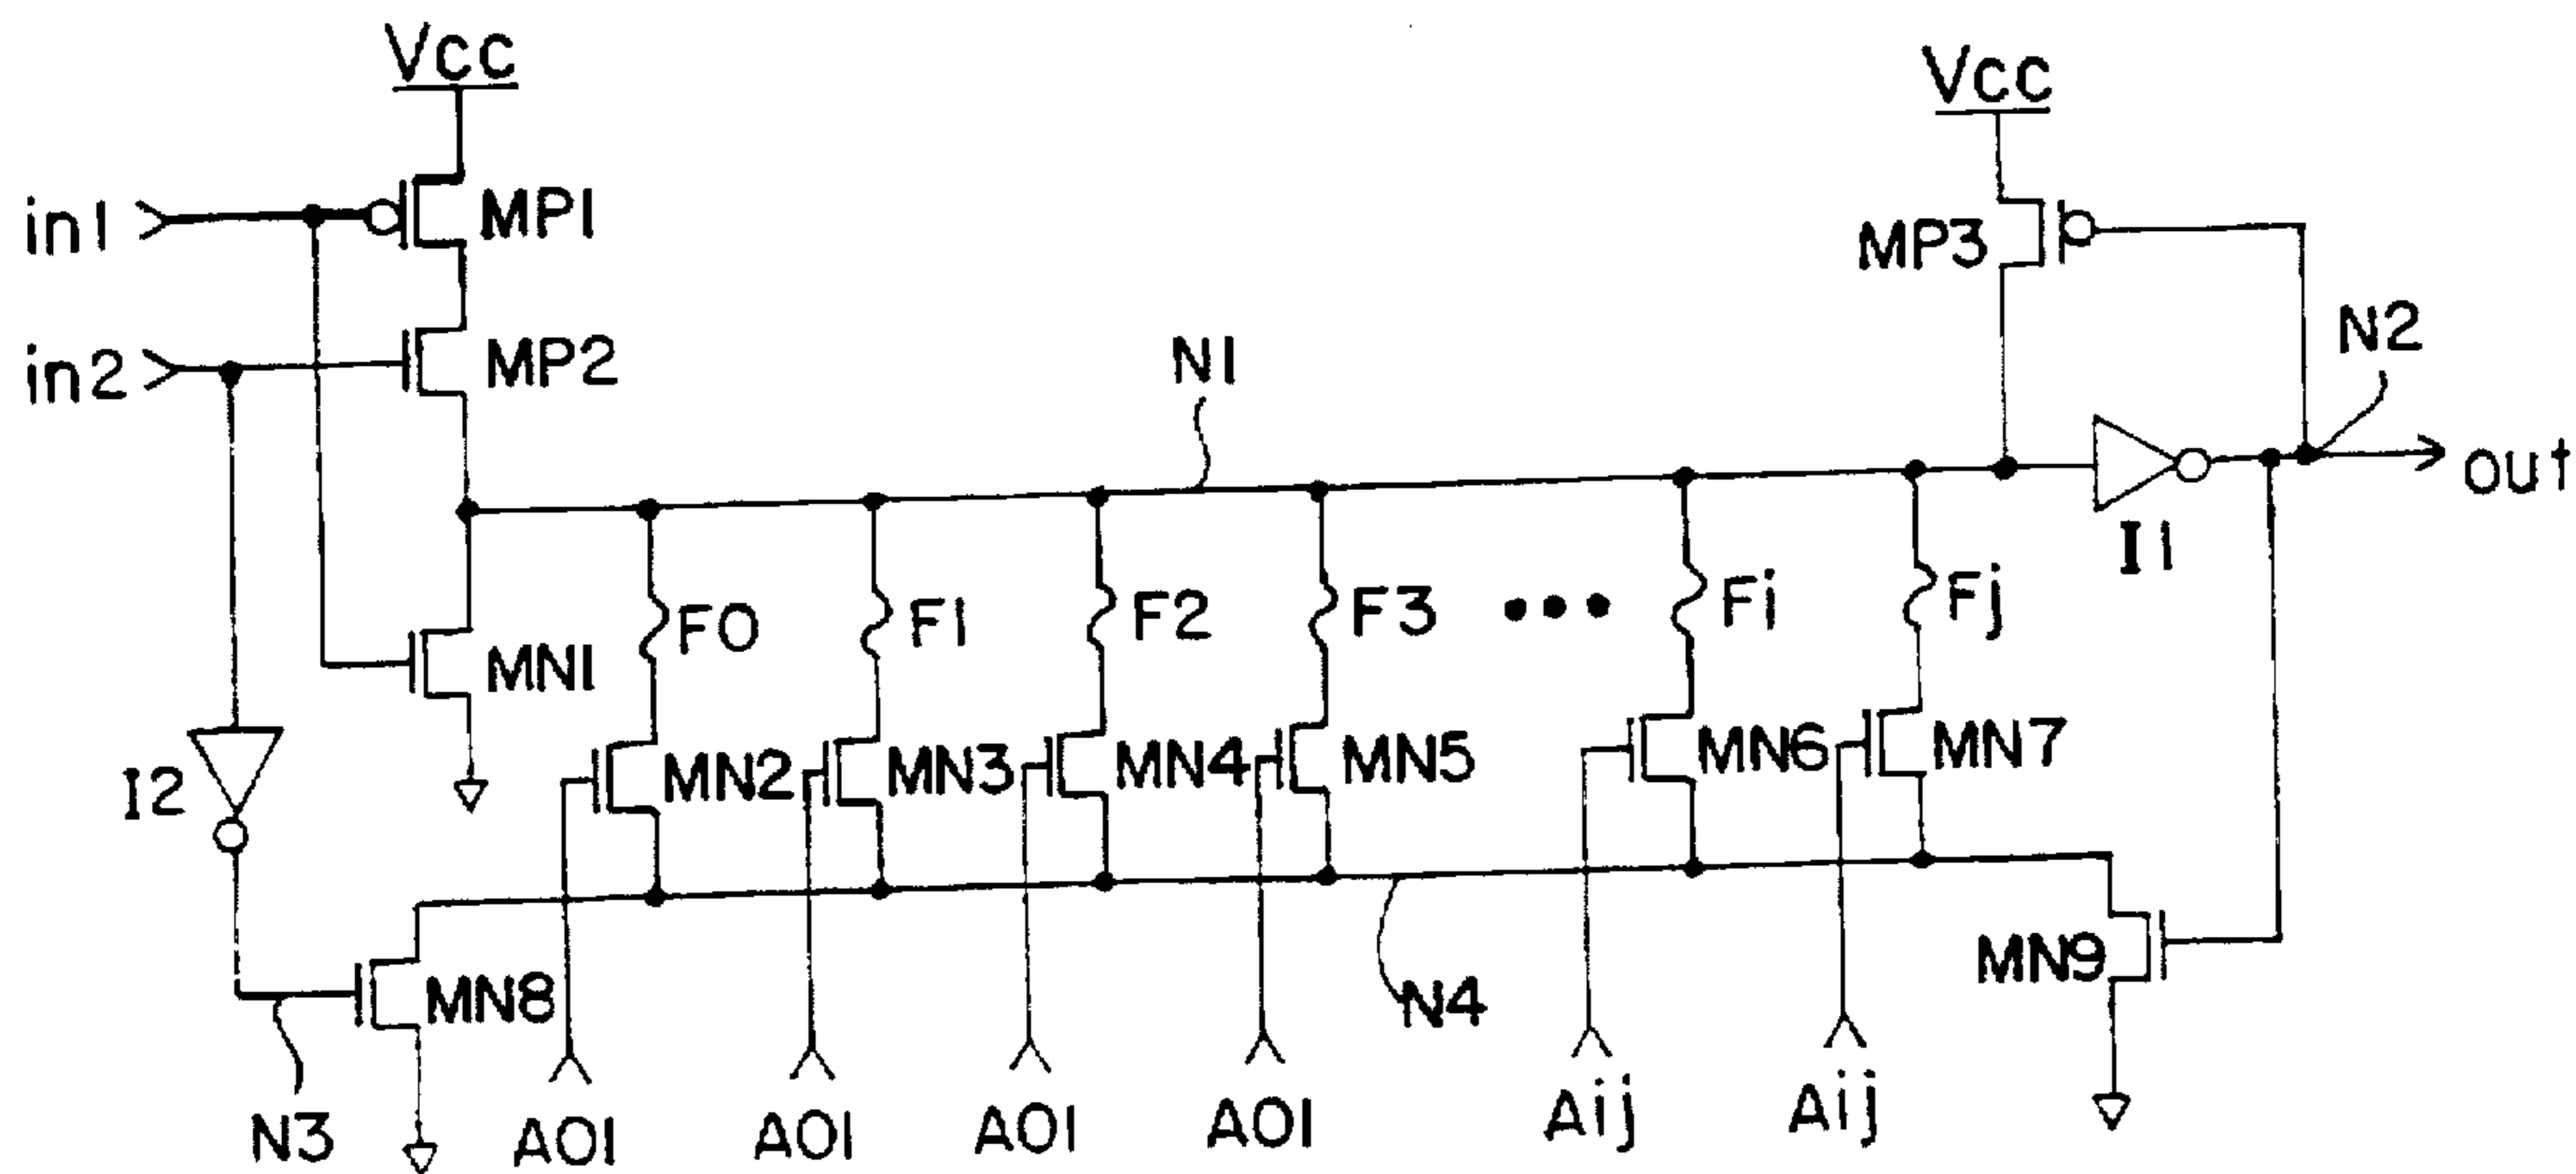 Vcc
Vcc
in1
MP1
MP3
in2
MP2
N1
N2
out
I1
F0
F1
F2
F3
•••
Fi
Fj
MN1
I2
MN2
MN3
MN4
MN5
MN6
MN7
MN8
N4
MN9
N3
A01
A01
A01
A01
Aij
Aij